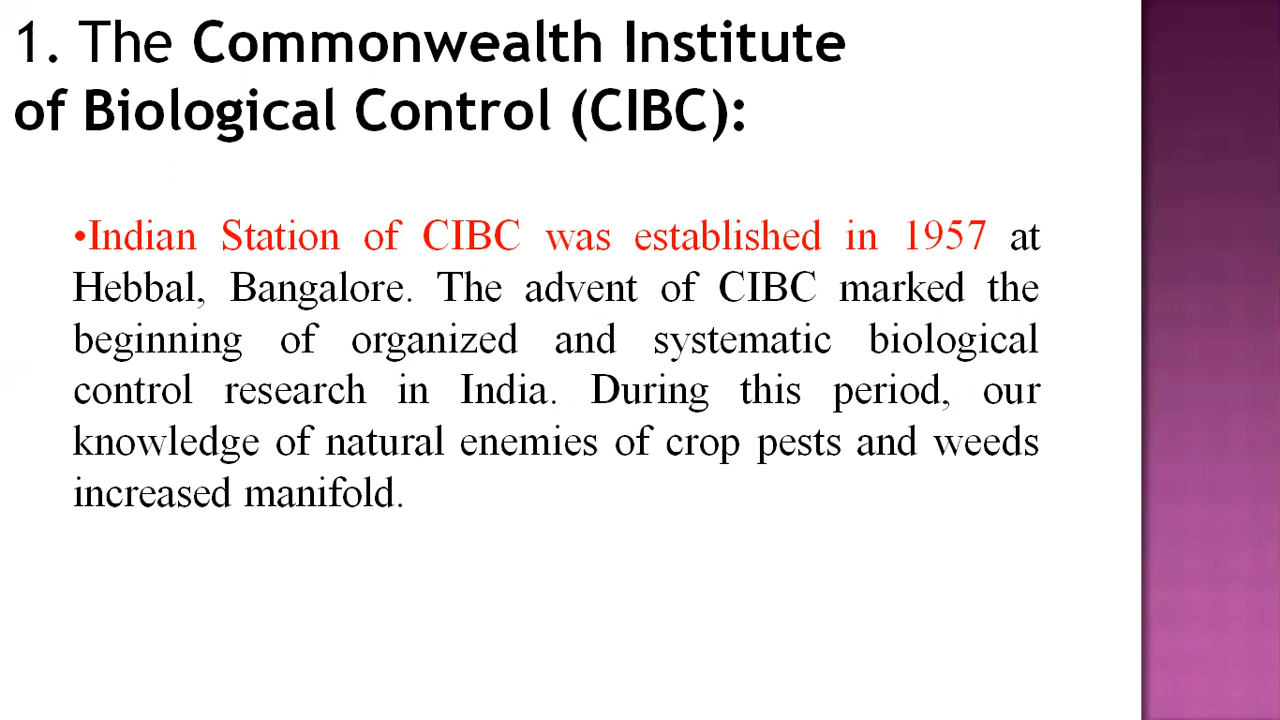 1. The Commonwealth Institute
of Biological Control (CIBC):
•Indian Station of CIBC was established in 1957 at
Hebbal, Bangalore. The advent of CIBC marked the
beginning of organized and systematic biological
control research in India. During this period, our
knowledge of natural enemies of crop pests and weeds
increased manifold.